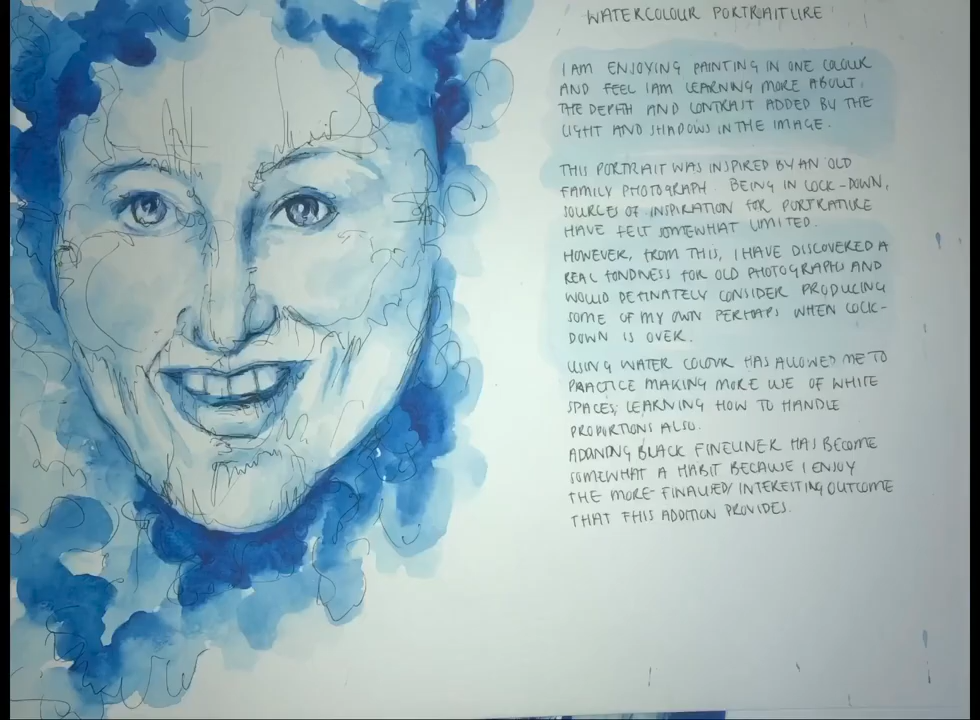 WATERCOLOUR PORTRAITURE
I AM ENJOYING PAINTING IN ONE COLOUR
AND FEEL I AM LEARNING MORE ABOUT
THE DEPTH AND CONTRAST ADDED BY THE
LIGHT AND SHADOWS IN THE IMAGE.
THIS PORTRAIT WAS INSPIRED BY AN OLD
FAMILY PHOTOGRAPH. BEING IN LOCK-DOWN,
SOURCES OF INSPIRATION FOR PORTRATURE
HAVE FELT SOMEWHAT LIMITED.
HOWEVER, FROM THIS, I HAVE DISCOVERED A
REAL FONDNESS FOR OLD PHOTOGRAPHS AND
WOULD DEFINATELY CONSIDER PRODUCING
SOME OF MY OWN PERHAPS WHEN LOCK-
DOWN IS OVER.
USING WATER COLOUR HAS ALLOWED ME TO
PRACTICE MAKING MORE USE OF WHITE
SPACES, LEARNING HOW TO HANDLE
PROPORTIONS ALSO.
ADDING BLACK FINELINER HAS BECOME
SOMEWHAT A HABIT BECAUSE I ENJOY
THE MORE FINALISED/INTERESTING OUTCOME
THAT THIS ADDITION PROVIDES.